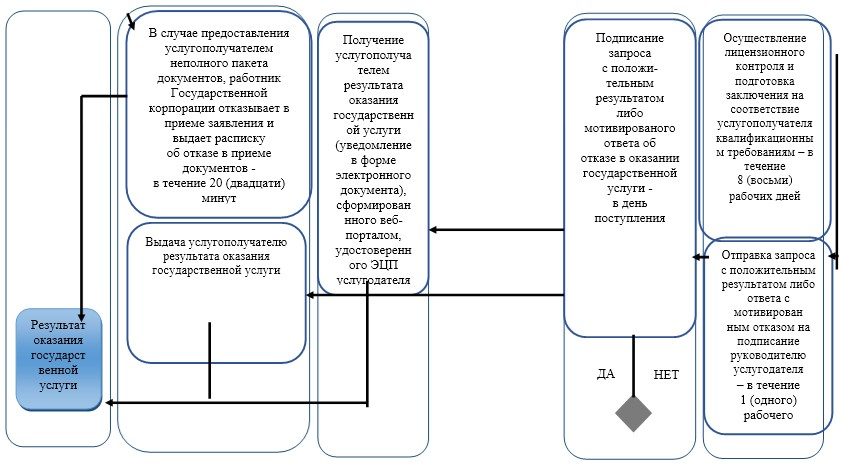 В случае предоставления
услугополучателем
неполного пакета
документов, работник
Государственной
корпорации отказывает в
приеме заявления и
выдает расписку
об отказе в приеме
документов -
в течение 20 (двадцати)
минут
Выдача услугополучателю
результата оказания
государственной услуги
Результат
оказания
государст
венной
услуги
Получение
услугополуча
телем
результата
оказания
государственн
ой услуги
(уведомление
в форме
электронного
документа),
сформирован
нного веб-
порталом,
удостоверенн
ого ЭЦП
услугодателя
Подписание
запроса
с положи-
тельным
результатом
либо
мотивированого
ответа об
отказе в оказании
государственной
услуги -
в день
поступления
ДА
НЕТ
Осуществление
лицензионного
контроля и
подготовка
заключения на
соответствие
услугополучателя
квалификационны
м требованиям – в
течение
8 (восьми)
рабочих дней
Отправка запроса
с положительным
результатом либо
ответа с
мотивирован
ным отказом на
подписание
руководителю
услугодателя
– в течение
1 (одного)
рабочего